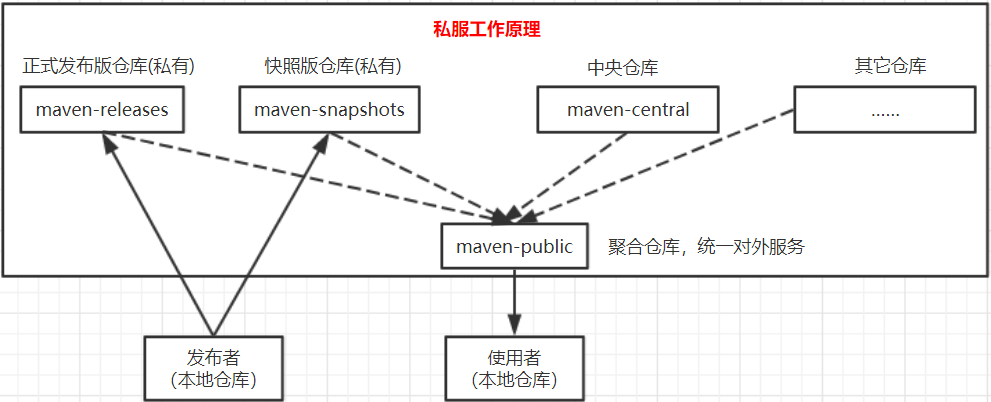 私服工作原理
正式发布版仓库(私有)
快照版仓库(私有)
中央仓库
其它仓库
maven-releases
maven-snapshots
maven-central
……
maven-public
聚合仓库，统一对外服务
发布者
（本地仓库）
使用者
（本地仓库）